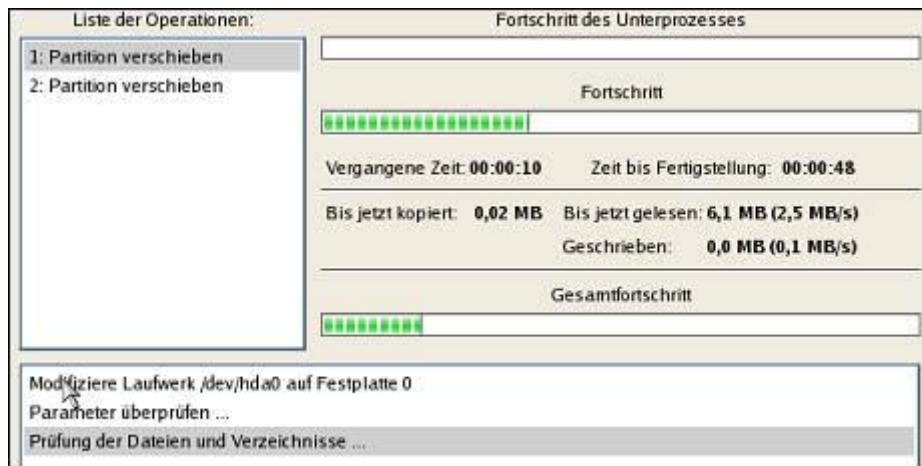 Liste der Operationen:
1: Partition verschieben
2: Partition verschieben
Fortschritt des Unterprozesses
Fortschritt
Vergangene Zeit: 00:00:10 Zeit bis Fertigstellung: 00:00:48
Bis jetzt kopiert: 0,02 MB Bis jetzt gelesen: 6,1 MB (2,5 MB/s)
Geschrieben: 0,0 MB (0,1 MB/s)
Gesamtfortschritt
Modifiziere Laufwerk /dev/hda0 auf Festplatte 0
Parameter überprüfen ...
Prüfung der Dateien und Verzeichnisse ...